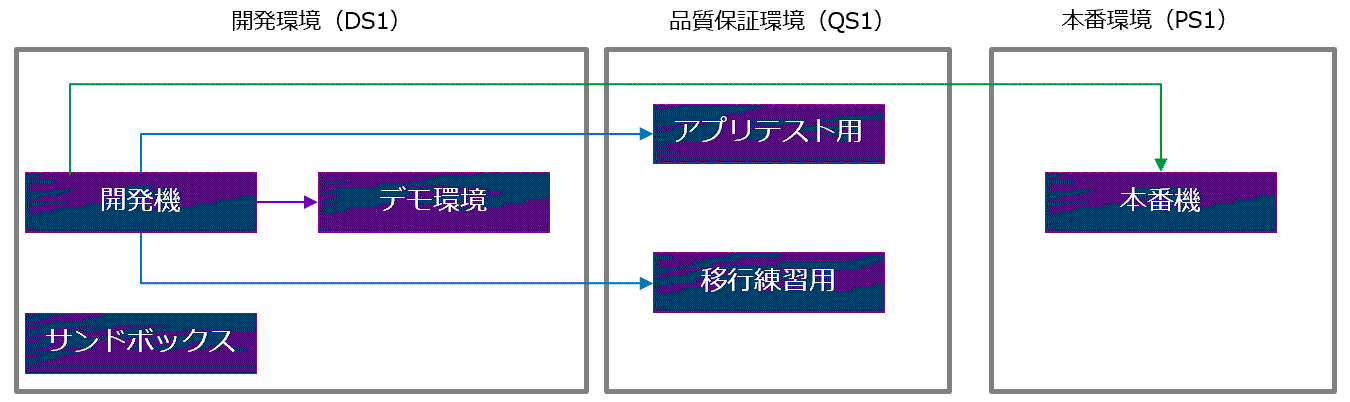 開発環境（DS1）
品質保証環境（QS1）
本番環境（PS1）
アプリテスト用
開発機
デモ環境
本番機
移行練習用
サンドボックス